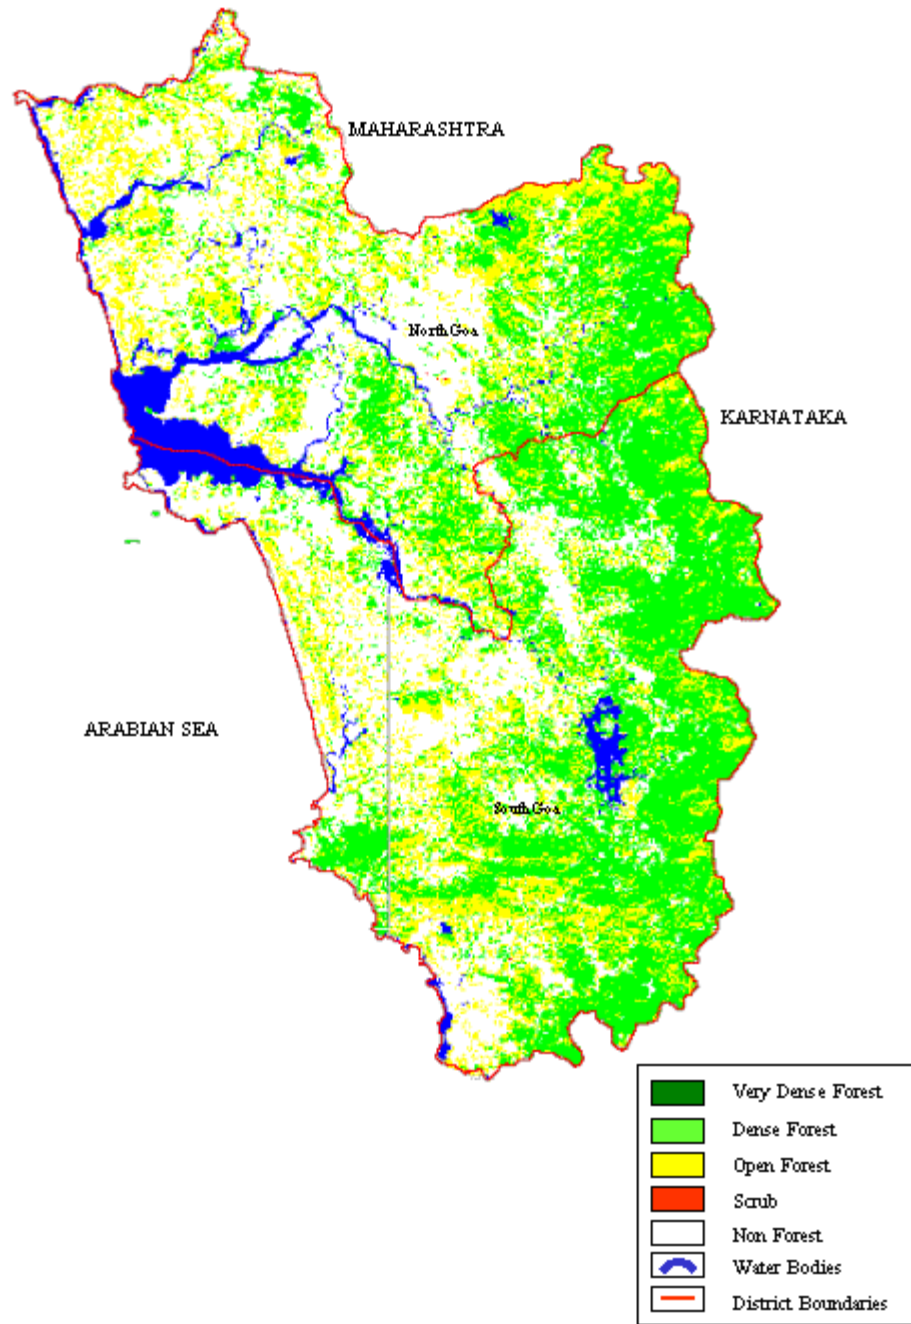 MAHARASHTRA
North Goa
KARNATAKA
ARABIAN SEA
South Goa
Very Dense Forest
Dense Forest
Open Forest
Scrub
Non Forest
Water Bodies
District Boundaries